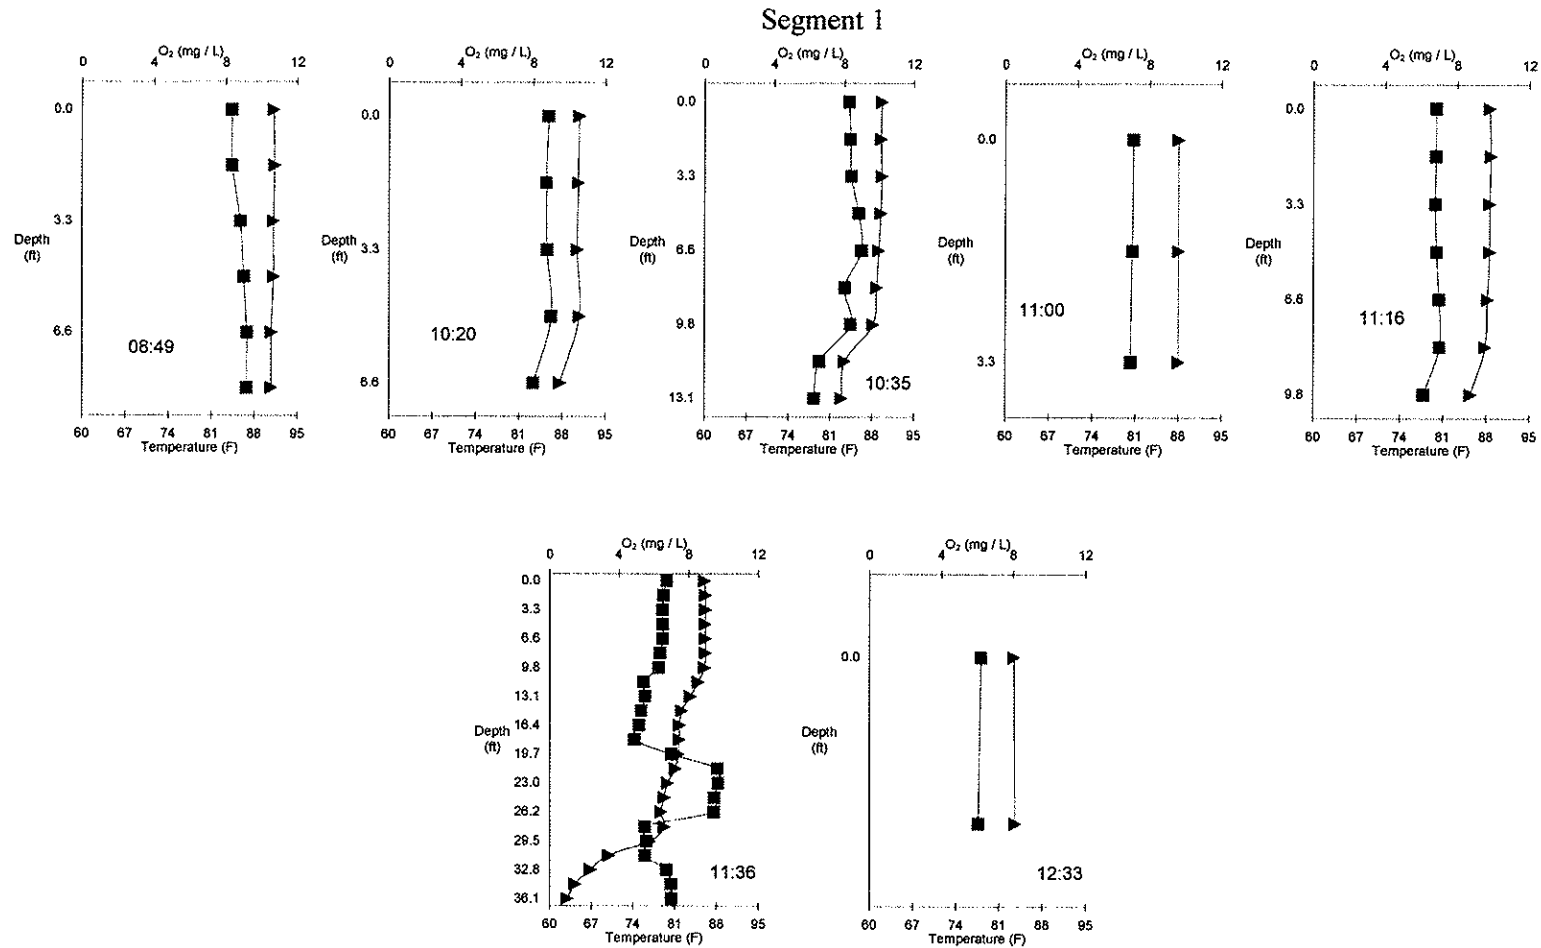 Segment 1
O₂ (mg / L)
0 4 8 12
0.0
3.3
Depth
(ft)
6.6
08:49
60 67 74 81 88 95
Temperature (F)
O₂ (mg / L)
0 4 8 12
0.0
Depth
(ft)
3.3
10:20
6.6
60 67 74 81 88 95
Temperature (F)
O₂ (mg / L)
0 4 8 12
0.0
3.3
Depth
(ft)
6.6
9.8
10:35
13.1
60 67 74 81 88 95
Temperature (F)
O₂ (mg / L)
0 4 8 12
0.0
Depth
(ft)
11:00
3.3
60 67 74 81 88 95
Temperature (F)
O₂ (mg / L)
0 4 8 12
0.0
3.3
Depth
(ft)
6.6
11:16
9.8
60 67 74 81 88 95
Temperature (F)
O₂ (mg / L)
0 4 8 12
0.0
3.3
6.6
9.8
13.1
16.4
Depth
(ft)
19.7
23.0
26.2
29.5
32.8
11:36
36.1
60 67 74 81 88 95
Temperature (F)
O₂ (mg / L)
0 4 8 12
0.0
Depth
(ft)
12:33
60 67 74 81 88 95
Temperature (F)